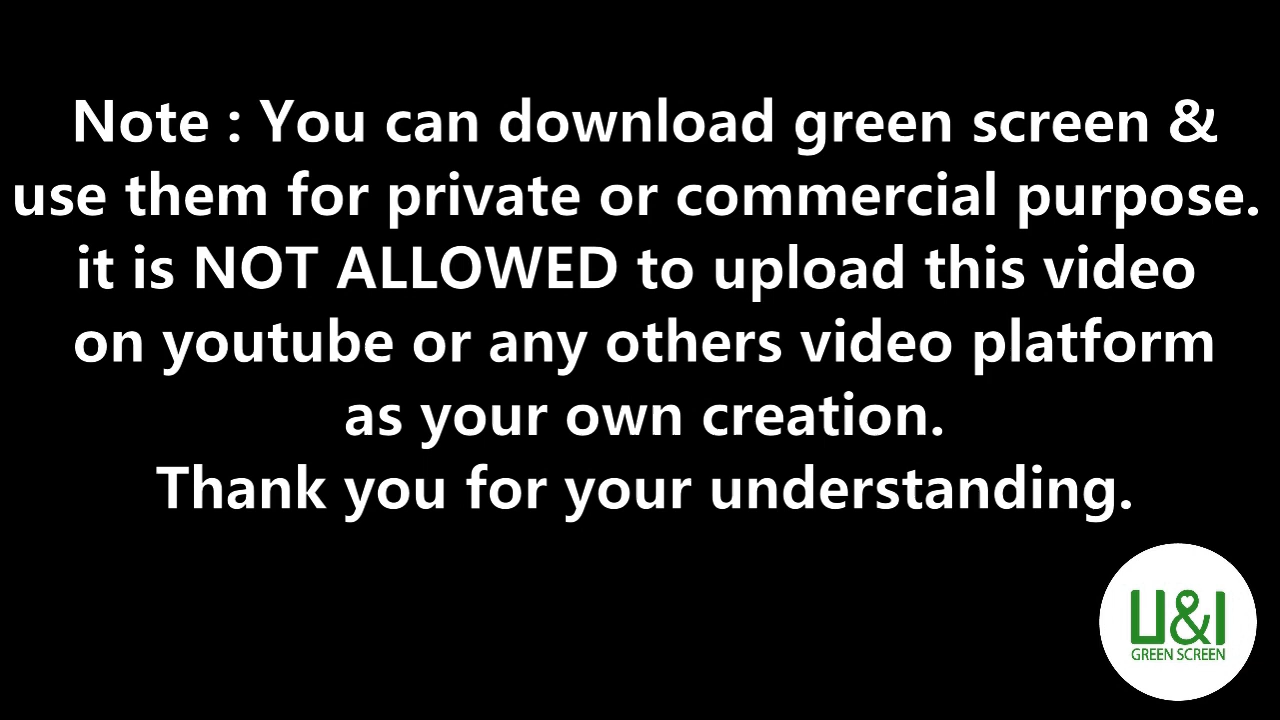 Note : You can download green screen &
use them for private or commercial purpose.
it is NOT ALLOWED to upload this video
on youtube or any others video platform
as your own creation.
Thank you for your understanding.
U&I
GREEN SCREEN